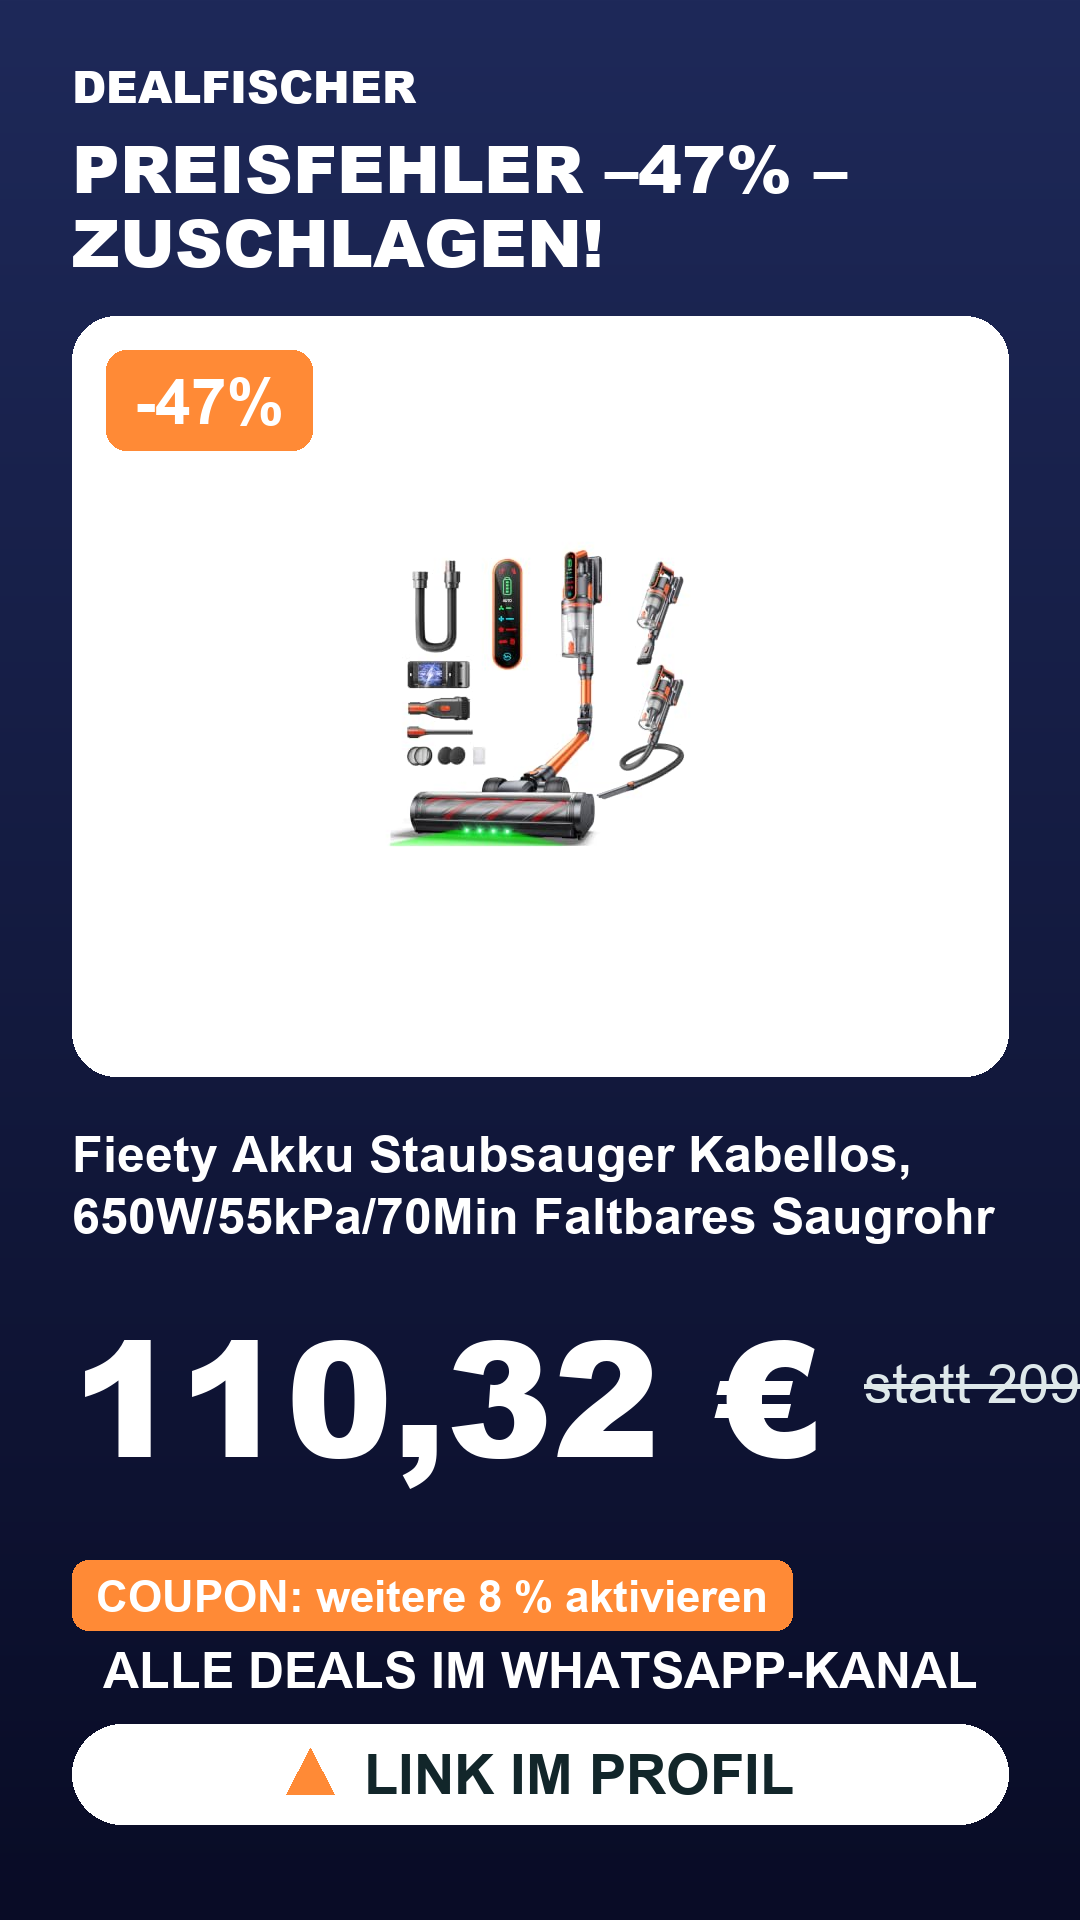 DEALFISCHER
PREISFEHLER –47% –
ZUSCHLAGEN!
-47%
AUTO
Fieety Akku Staubsauger Kabellos,
650W/55kPa/70Min Faltbares Saugrohr
110,32 € statt 209
COUPON: weitere 8 % aktivieren
ALLE DEALS IM WHATSAPP-KANAL
LINK IM PROFIL